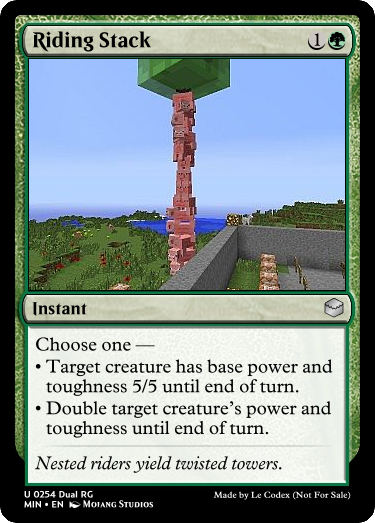 Riding Stack 1
Instant
Choose one —
• Target creature has base power and
toughness 5/5 until end of turn.
• Double target creature's power and
toughness until end of turn.
Nested riders yield twisted towers.
U 0254 Dual RG
MIN • EN Mojang Studios
Made by Le Codex (Not For Sale)